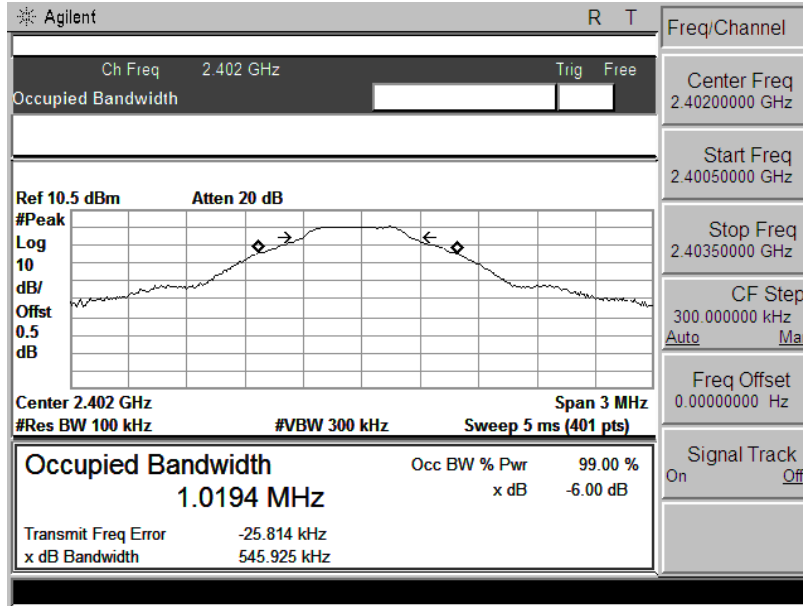 Agilent R T
Freq/Channel
Ch Freq 2.402 GHz Trig Free
Occupied Bandwidth
Center Freq
2.40200000 GHz
Start Freq
2.40050000 GHz
Stop Freq
2.40350000 GHz
CF Step
300.000000 kHz
Auto Ma
Freq Offset
0.00000000 Hz
Signal Track
On Off
Ref 10.5 dBm Atten 20 dB
#Peak
Log
10
dB/
Offst
0.5
dB
Center 2.402 GHz Span 3 MHz
#Res BW 100 kHz #VBW 300 kHz Sweep 5 ms (401 pts)
Occupied Bandwidth Occ BW % Pwr 99.00 %
1.0194 MHz x dB -6.00 dB
Transmit Freq Error -25.814 kHz
x dB Bandwidth 545.925 kHz